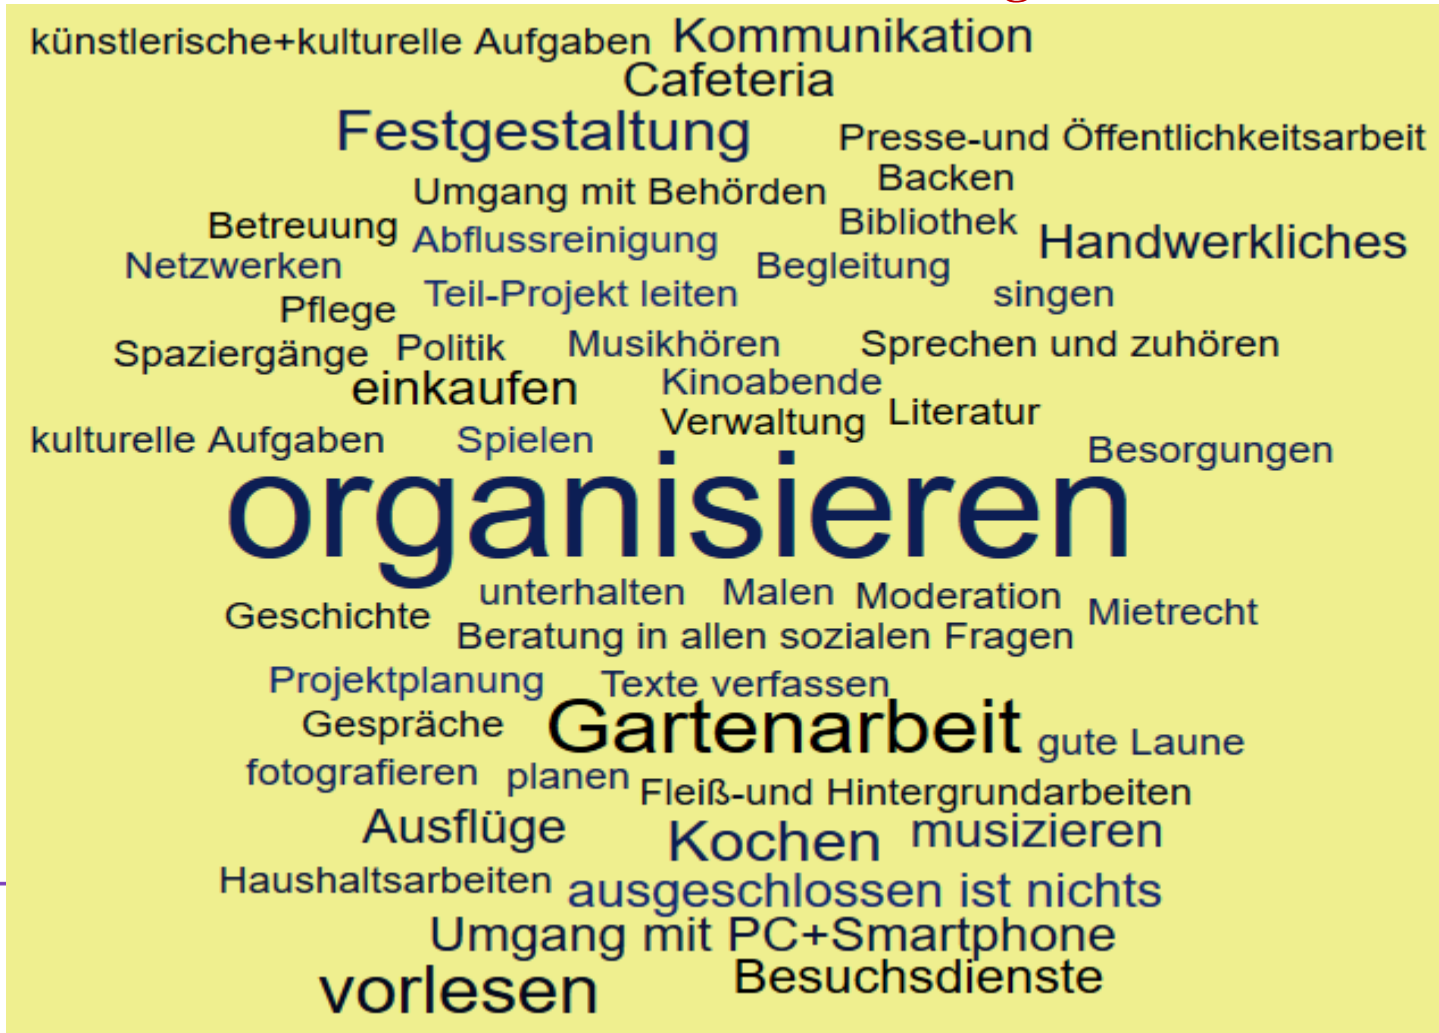 künstlerische+kulturelle Aufgaben Kommunikation
Cafeteria
Festgestaltung
Presse-und Öffentlichkeitsarbeit
Umgang mit Behörden
Backen
Betreuung
Abflussreinigung
Bibliothek
Handwerkliches
Netzwerken
Begleitung
Pflege
Teil-Projekt leiten
singen
Spaziergänge
Politik
Musikhören
Sprechen und zuhören
einkaufen
Kinoabende
Verwaltung
Literatur
kulturelle Aufgaben
Spielen
Besorgungen
organisieren
Geschichte
unterhalten
Malen
Moderation
Mietrecht
Beratung in allen sozialen Fragen
Projektplanung
Texte verfassen
Gespräche
Gartenarbeit
gute Laune
fotografieren
planen
Fleiß-und Hintergrundarbeiten
Ausflüge
Kochen
musizieren
Haushaltsarbeiten
ausgeschlossen ist nichts
Umgang mit PC+Smartphone
vorlesen
Besuchsdienste